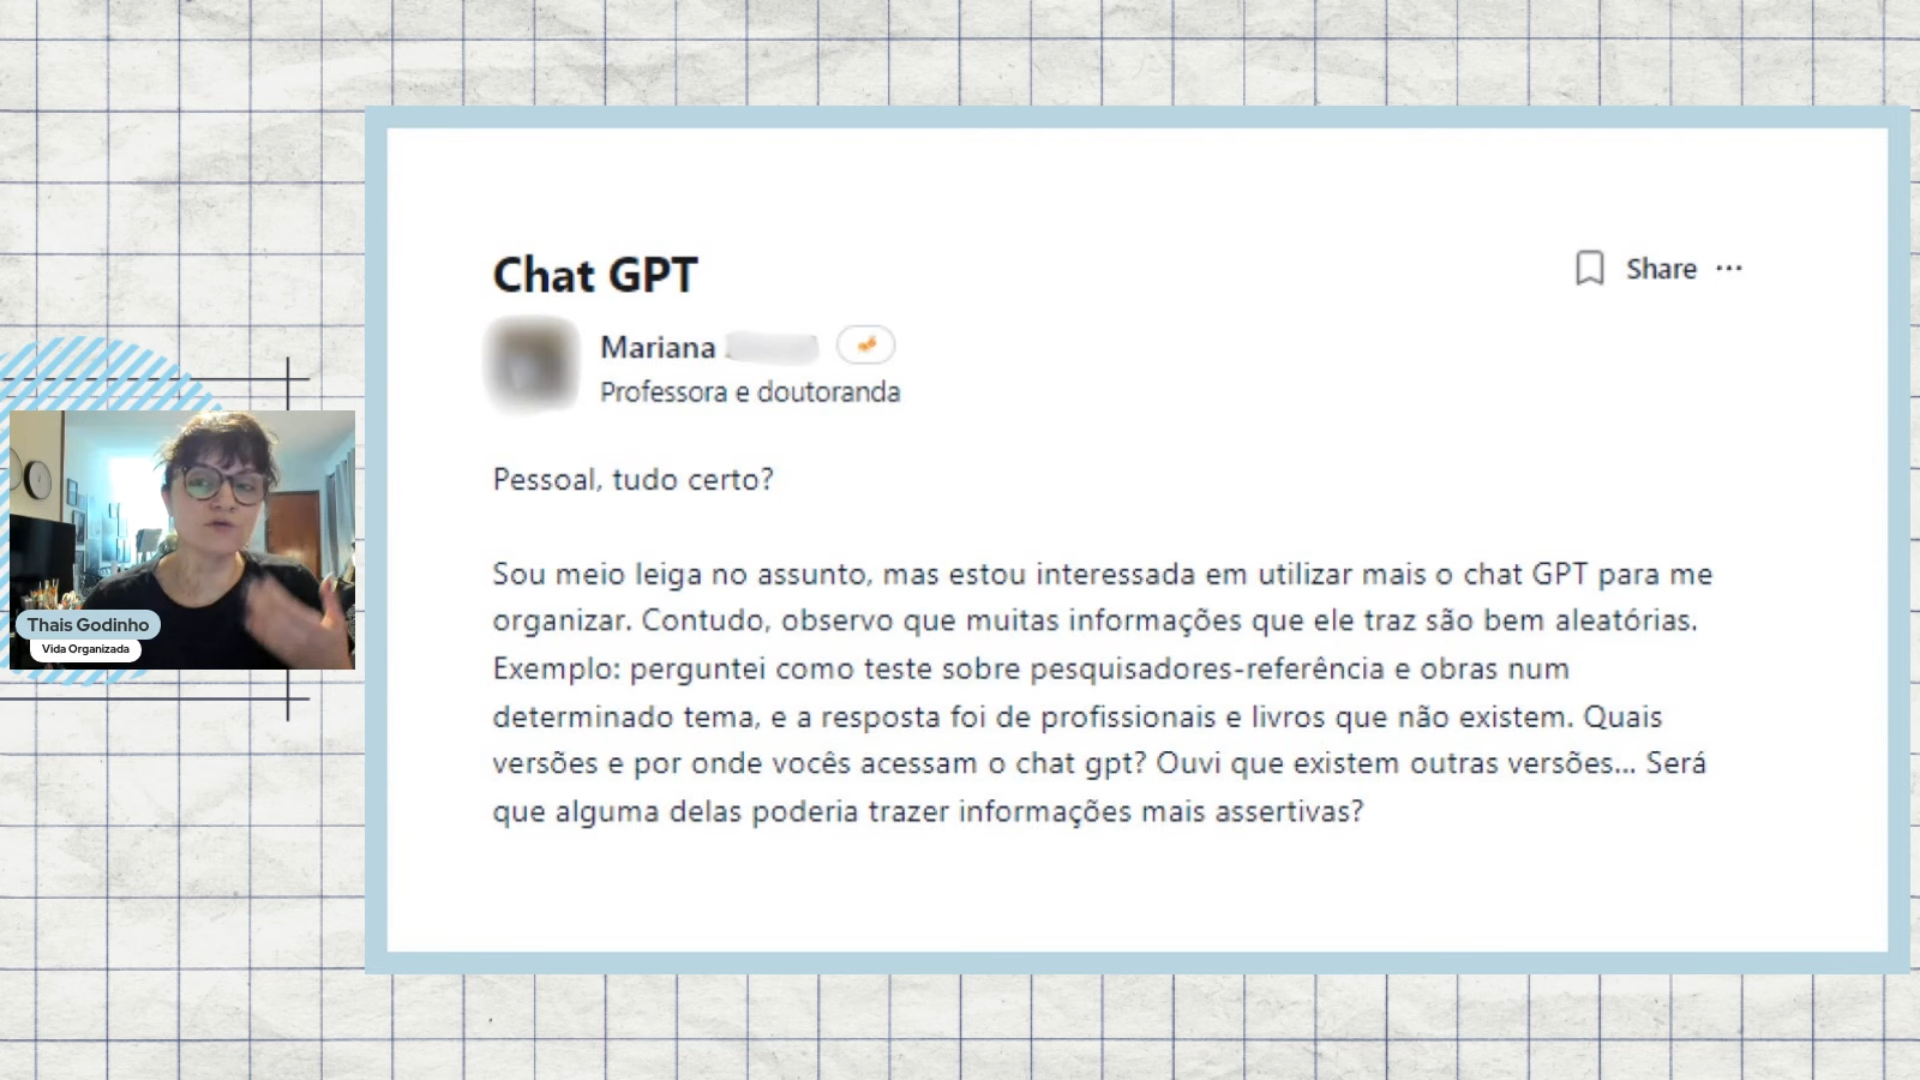 Chat GPT
Share
Mariana
Professora e doutoranda
Pessoal, tudo certo?
Sou meio leiga no assunto, mas estou interessada em utilizar mais o chat GPT para me
organizar. Contudo, observo que muitas informações que ele traz são bem aleatórias.
Exemplo: perguntei como teste sobre pesquisadores-referência e obras num
determinado tema, e a resposta foi de profissionais e livros que não existem. Quais
versões e por onde vocês acessam o chat gpt? Ouvi que existem outras versões... Será
que alguma delas poderia trazer informações mais assertivas?
Thais Godinho
Vida Organizada